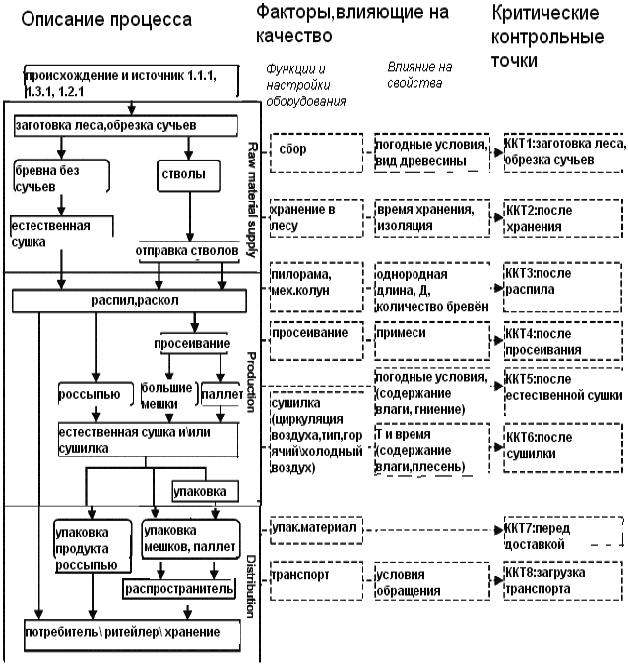 Описание процесса
Факторы,влияющие на
качество
Критические
контрольные
точки
Функции и
настройки
оборудования
Влияние на
свойства
происхождение и источник 1.1.1,
1.3.1, 1.2.1
заготовка леса,обрезка сучьев
бревна без
сучьев
стволы
естественная
сушка
отправка стволов
Raw material supply
сбор
погодные условия,
вид древесины
ККТ1:заготовка леса,
обрезка сучьев
хранение в
лесу
время хранения,
изоляция
ККТ2:после
хранения
распил,раскол
пилорама,
мех.колун
однородная
длина, Д,
количество брёвен
ККТ3:после
распила
просеивание
просеивание
примеси
ККТ4:после
просеивания
Production
россыпью
большие
мешки
паллет
погодные условия,
(содержание
влаги, гниение)
ККТ5:после
естественной сушки
естественная сушка и\или
сушилка
сушилка
(циркуляция
воздуха,тип,гор
ячий\холодный
воздух)
Т и время
(содержание
влаги,плесень)
ККТ6:после
сушилки
упаковка
упаковка
продукта
россыпью
упаковка
мешков, паллет
Distribution
упак.материал
ККТ7:перед
доставкой
распространитель
транспорт
условия
обращения
ККТ8:загрузка
транспорта
потребитель\ ритейлер\ хранение